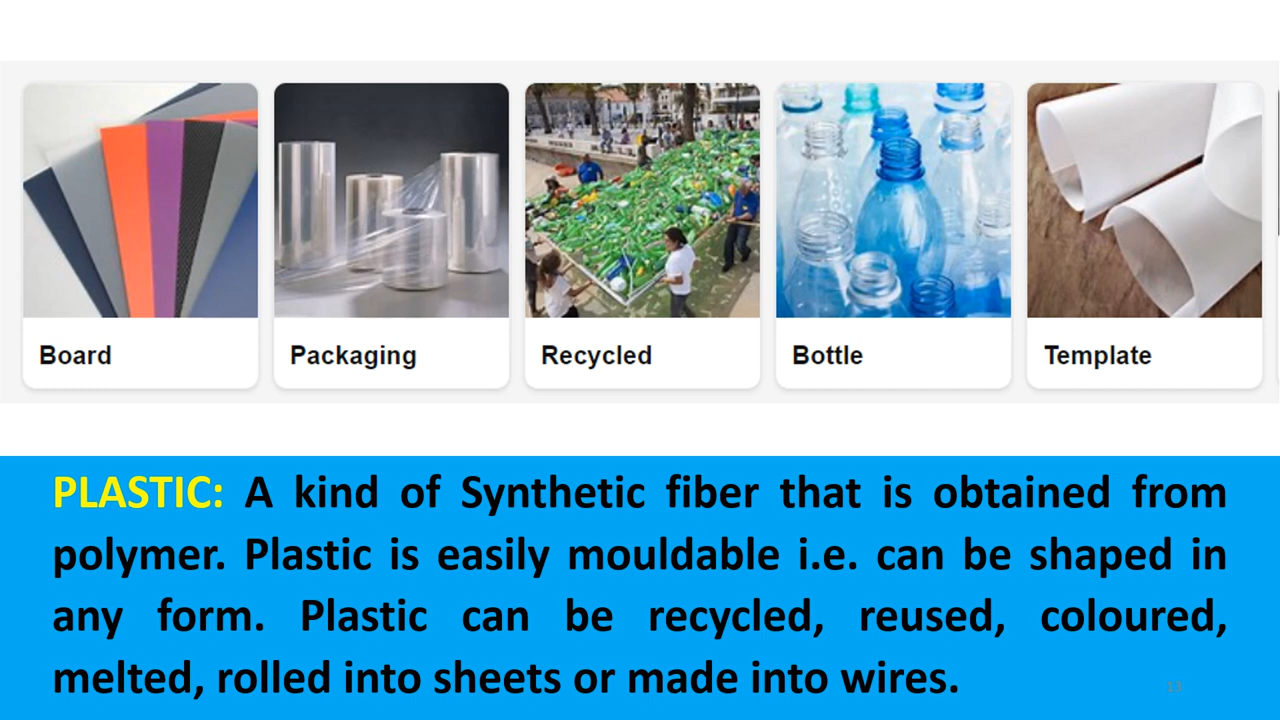 Board
Packaging
Recycled
Bottle
Template
PLASTIC: A kind of Synthetic fiber that is obtained from
polymer. Plastic is easily mouldable i.e. can be shaped in
any form. Plastic can be recycled, reused, coloured,
melted, rolled into sheets or made into wires.
13